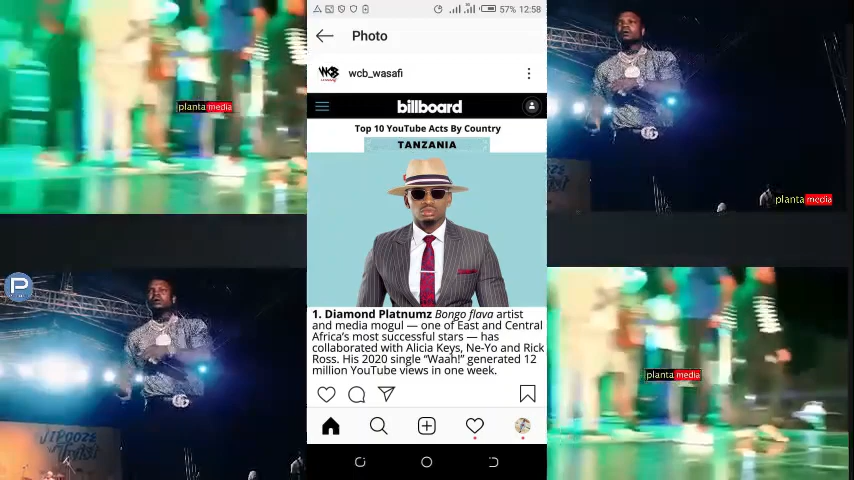 57% 12:58
Photo
wcb_wasafi
billboard
Top 10 YouTube Acts By Country
TANZANIA
1. Diamond Platnumz Bongo flava artist
and media mogul — one of East and Central
Africa's most successful stars — has
collaborated with Alicia Keys, Ne-Yo and Rick
Ross. His 2020 single “Waah!” generated 12
million YouTube views in one week.
planta media
planta media
planta media
P